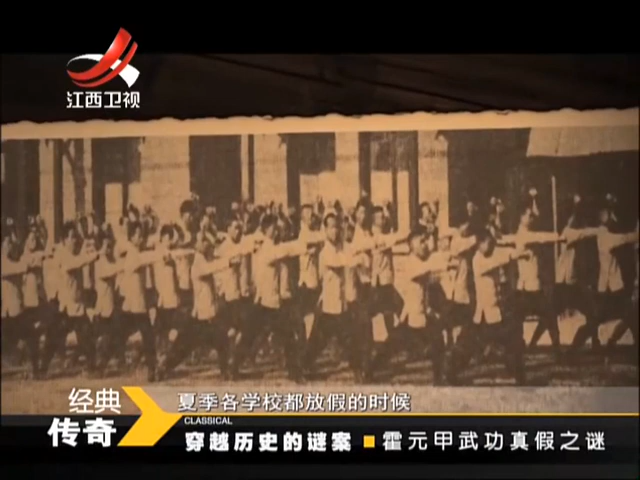 江西卫视
经典
传奇
夏季各学校都放假的时候
CLASSICAL
穿越历史的谜案 ■ 霍元甲武功真假之谜